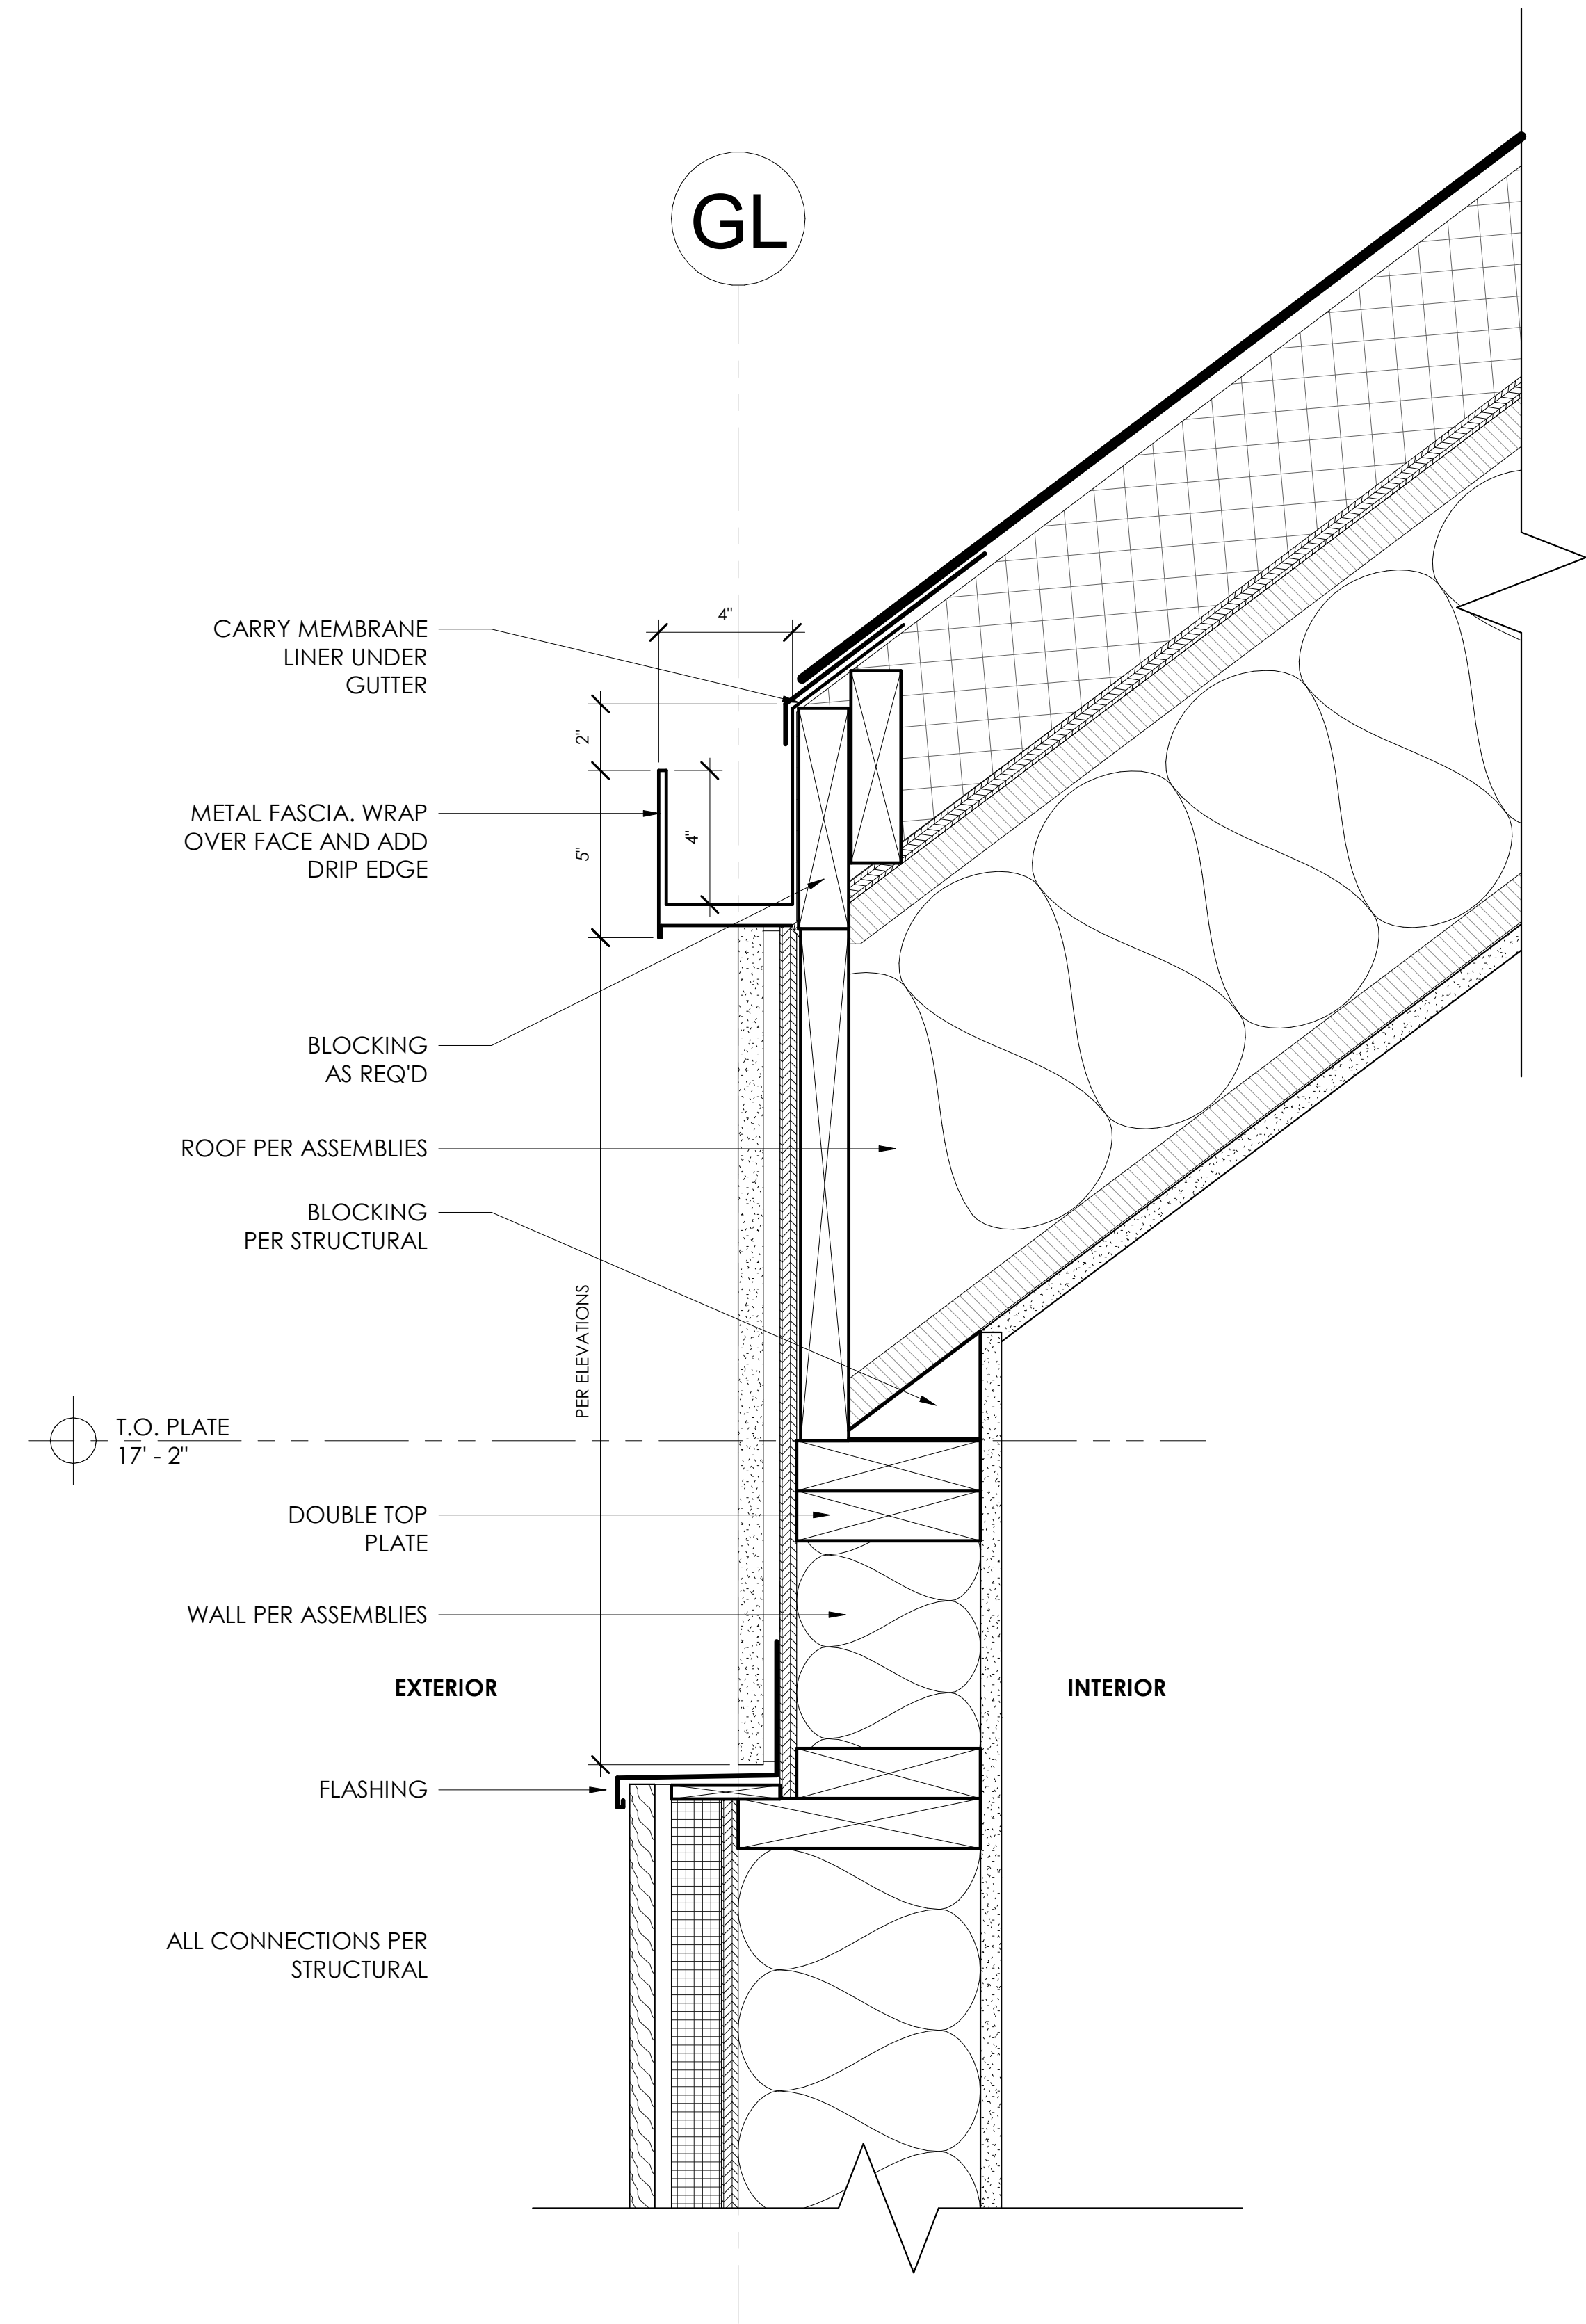 GL
4"
CARRY MEMBRANE
LINER UNDER
GUTTER
2"
METAL FASCIA. WRAP
OVER FACE AND ADD
DRIP EDGE
4"
5"
BLOCKING
AS REQ'D
ROOF PER ASSEMBLIES
BLOCKING
PER STRUCTURAL
PER ELEVATIONS
T.O. PLATE
17' - 2"
DOUBLE TOP
PLATE
WALL PER ASSEMBLIES
EXTERIOR
INTERIOR
FLASHING
ALL CONNECTIONS PER
STRUCTURAL